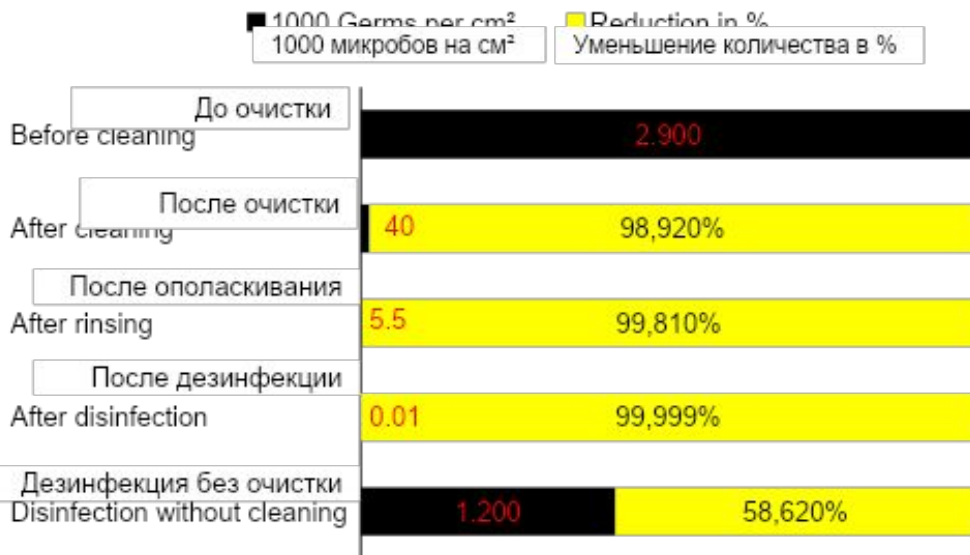 1000 Germs per cm² Reduction in %
1000 микробов на см² Уменьшение количества в %
До очистки
Before cleaning 2.900
После очистки
After cleaning 40 98,920%
После ополаскивания
After rinsing 5.5 99,810%
После дезинфекции
After disinfection 0.01 99,999%
Дезинфекция без очистки
Disinfection without cleaning 1.200 58,620%